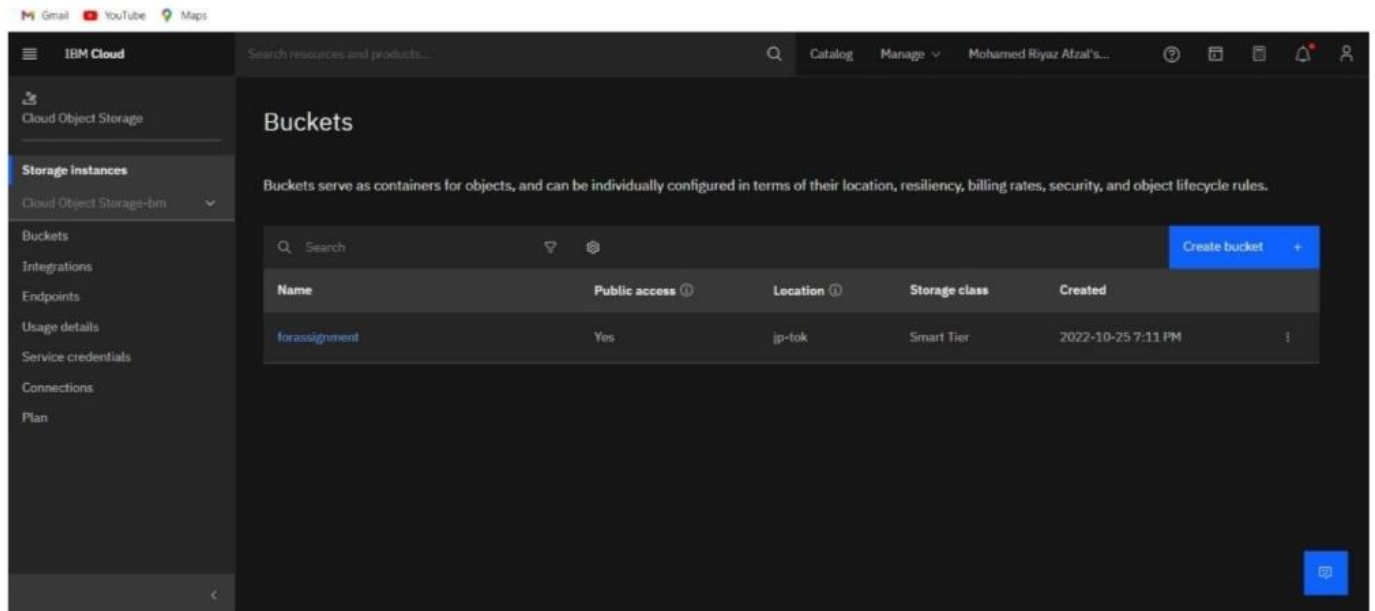 Gmail YouTube Maps
IBM Cloud Search resources and products... Catalog Manage Mohamed Riyaz Afzal's...
Cloud Object Storage
Buckets
Storage instances
Buckets serve as containers for objects, and can be individually configured in terms of their location, resiliency, billing rates, security, and object lifecycle rules.
Cloud Object Storage-bm
Buckets
Search Create bucket +
Integrations
Endpoints
Name Public access Location Storage class Created
Usage details
forassignment Yes jp-tok Smart Tier 2022-10-25 7:11 PM
Service credentials
Connections
Plan